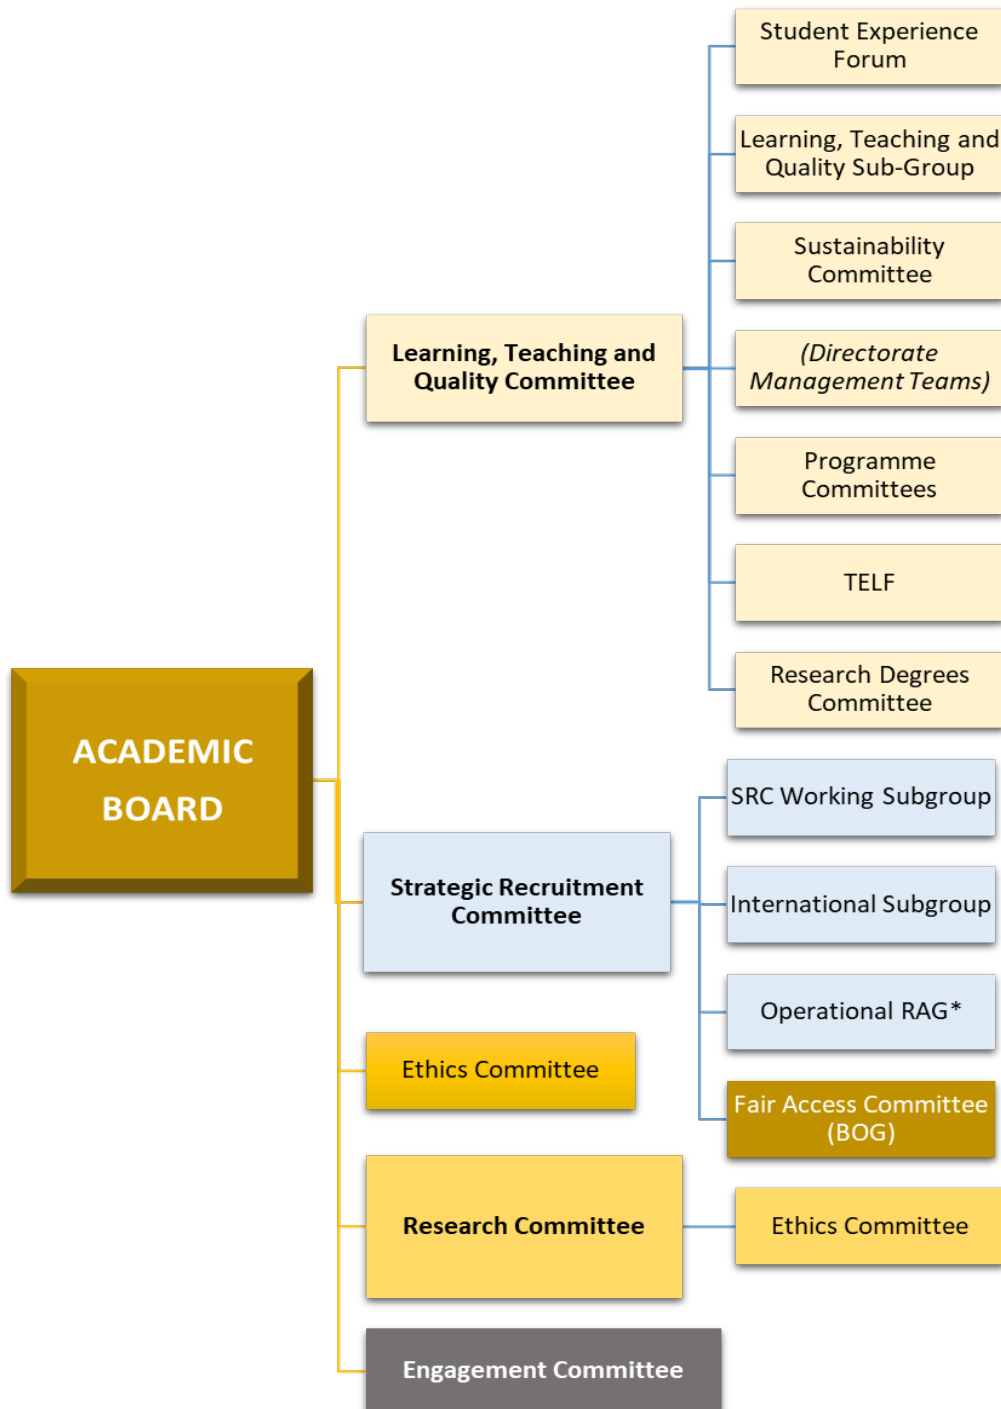 Student Experience
Forum
Learning, Teaching and
Quality Sub-Group
Sustainability
Committee
Learning, Teaching and
Quality Committee
(Directorate
Management Teams)
Programme
Committees
TELF
Research Degrees
Committee
ACADEMIC
BOARD
SRC Working Subgroup
Strategic Recruitment
Committee
International Subgroup
Operational RAG*
Ethics Committee
Fair Access Committee
(BOG)
Research Committee
Ethics Committee
Engagement Committee